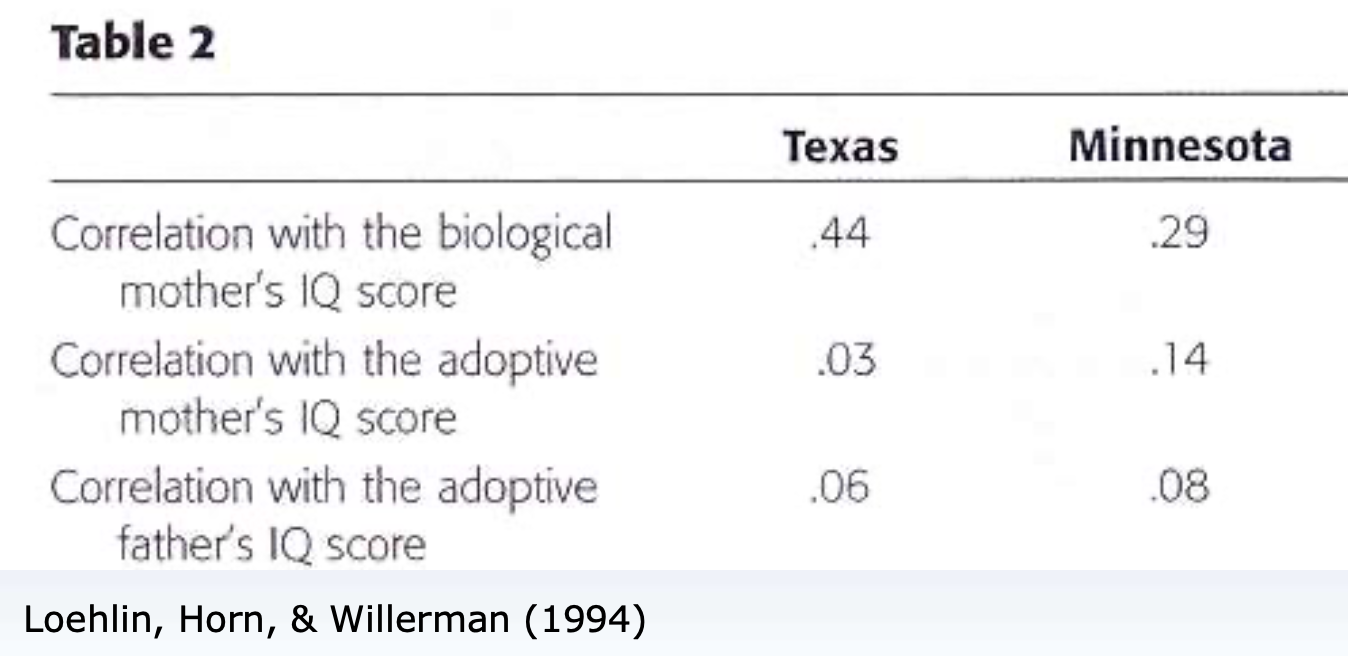 Table 2
Texas Minnesota
Correlation with the biological .44 .29
mother's IQ score
Correlation with the adoptive .03 .14
mother's IQ score
Correlation with the adoptive .06 .08
father's IQ score
Loehlin, Horn, & Willerman (1994)